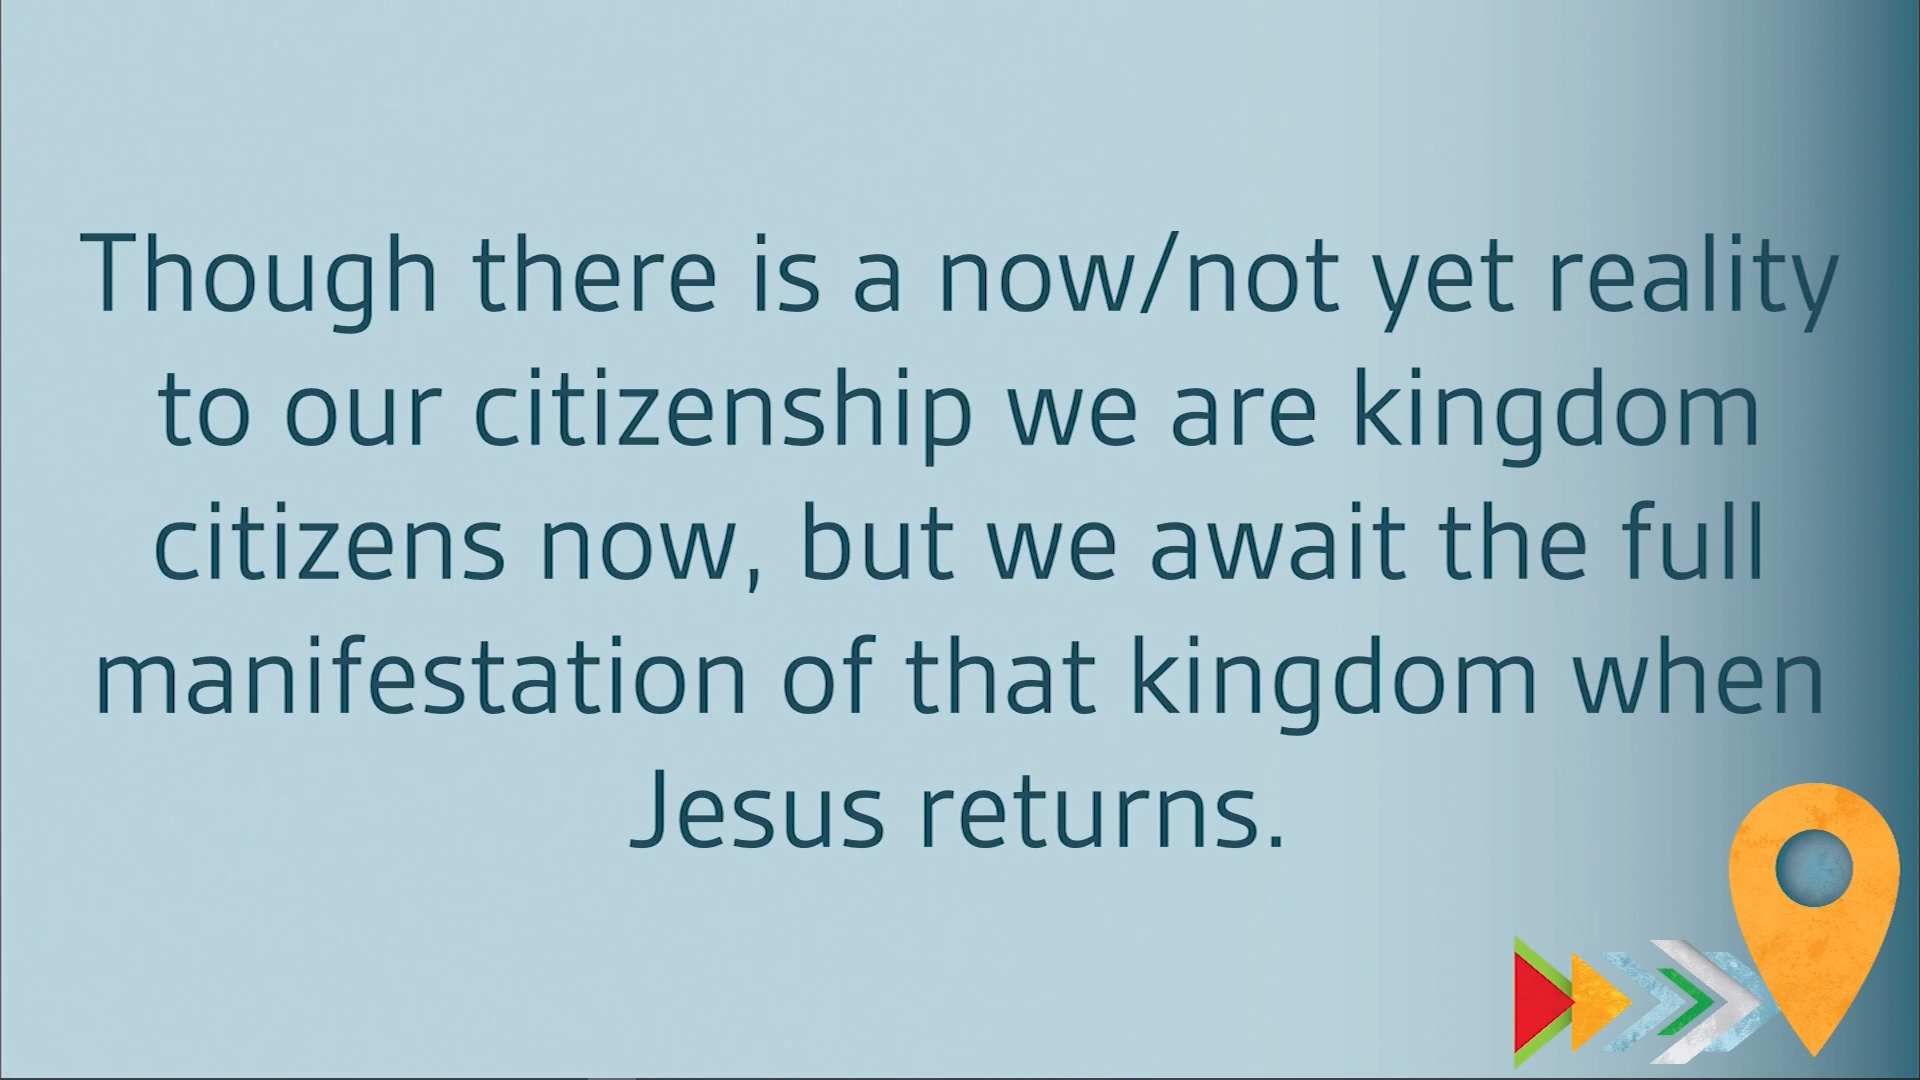 Though there is a now/not yet reality
to our citizenship we are kingdom
citizens now, but we await the full
manifestation of that kingdom when
Jesus returns.